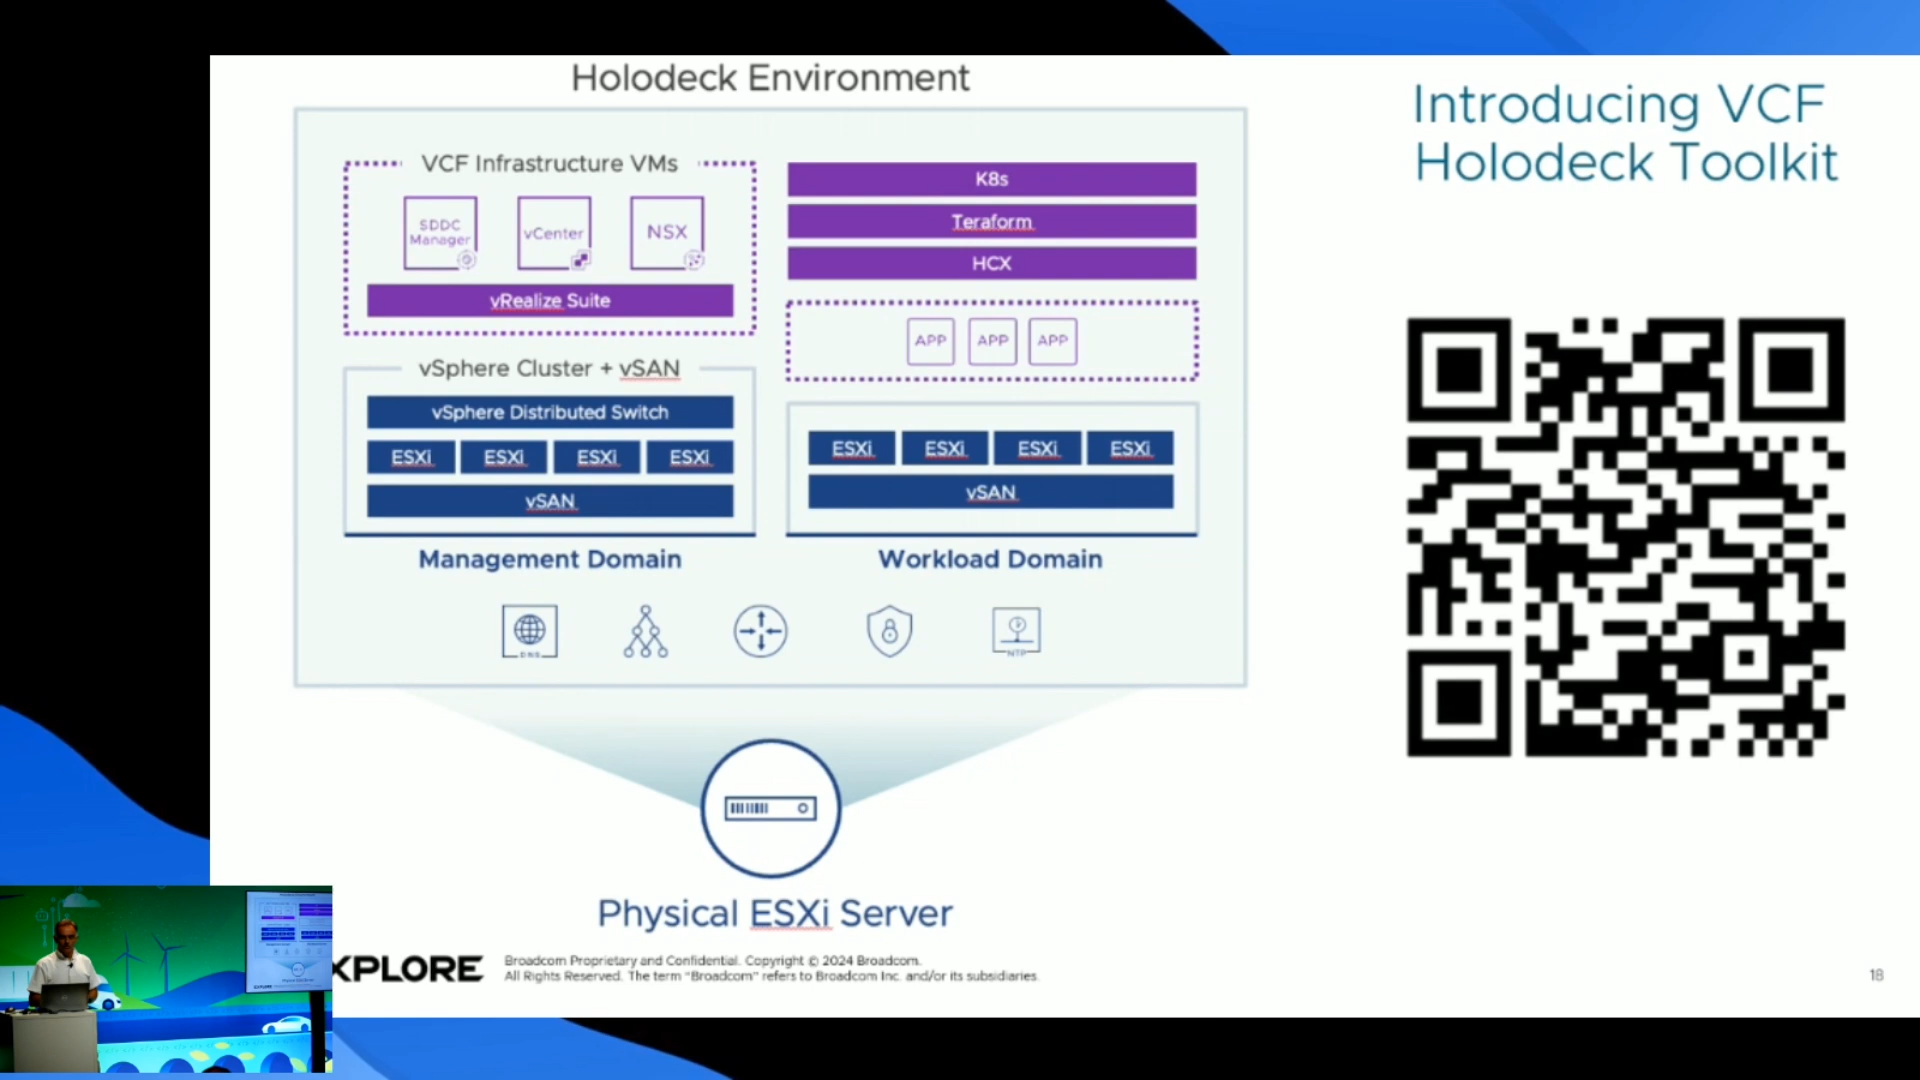 Holodeck Environment
Introducing VCF
Holodeck Toolkit
VCF Infrastructure VMs
SDDC
Manager
vCenter
NSX
vRealize Suite
K8s
Teraform
HCX
APP APP APP
vSphere Cluster + vSAN
vSphere Distributed Switch
ESXi ESXi ESXi ESXi
vSAN
ESXi ESXi ESXi ESXi
vSAN
Management Domain
Workload Domain
DNS
NTP
Physical ESXi Server
XPLORE
Broadcom Proprietary and Confidential. Copyright © 2024 Broadcom.
All Rights Reserved. The term “Broadcom” refers to Broadcom Inc. and/or its subsidiaries.
18